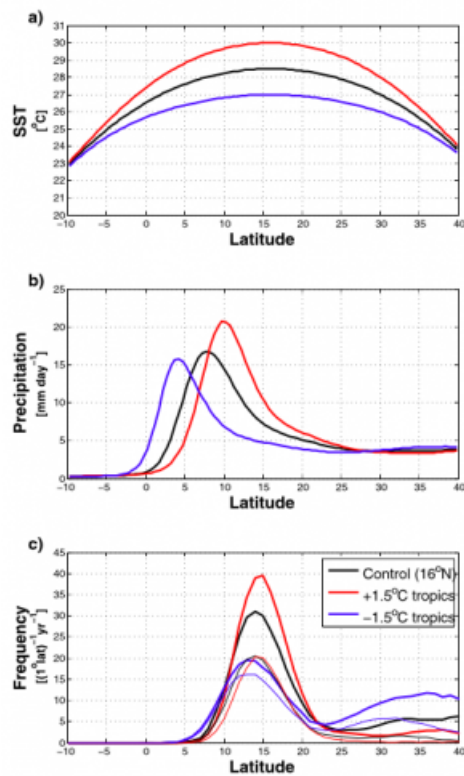 a)
30
29
28
27
26
25
24
23
22
21
20
SST
[°C]
-10 -5 0 5 10 15 20 25 30 35 40
Latitude
b)
25
20
15
10
5
0
Precipitation
[mm day⁻¹]
-10 -5 0 5 10 15 20 25 30 35 40
Latitude
c)
45
40
35
30
25
20
15
10
5
0
Frequency
[(1°lat)⁻¹ yr⁻¹]
Control (16°N)
+1.5°C tropics
−1.5°C tropics
-10 -5 0 5 10 15 20 25 30 35 40
Latitude